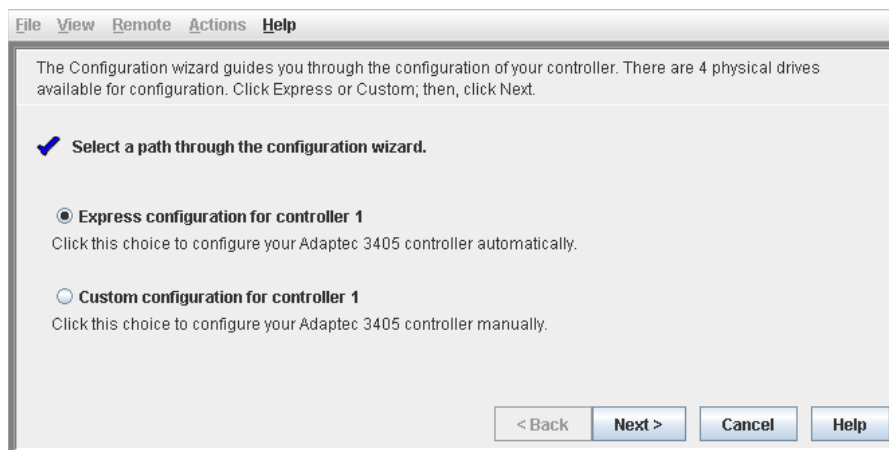 File View Remote Actions Help
The Configuration wizard guides you through the configuration of your controller. There are 4 physical drives
available for configuration. Click Express or Custom; then, click Next.
Select a path through the configuration wizard.
Express configuration for controller 1
Click this choice to configure your Adaptec 3405 controller automatically.
Custom configuration for controller 1
Click this choice to configure your Adaptec 3405 controller manually.
< Back Next > Cancel Help